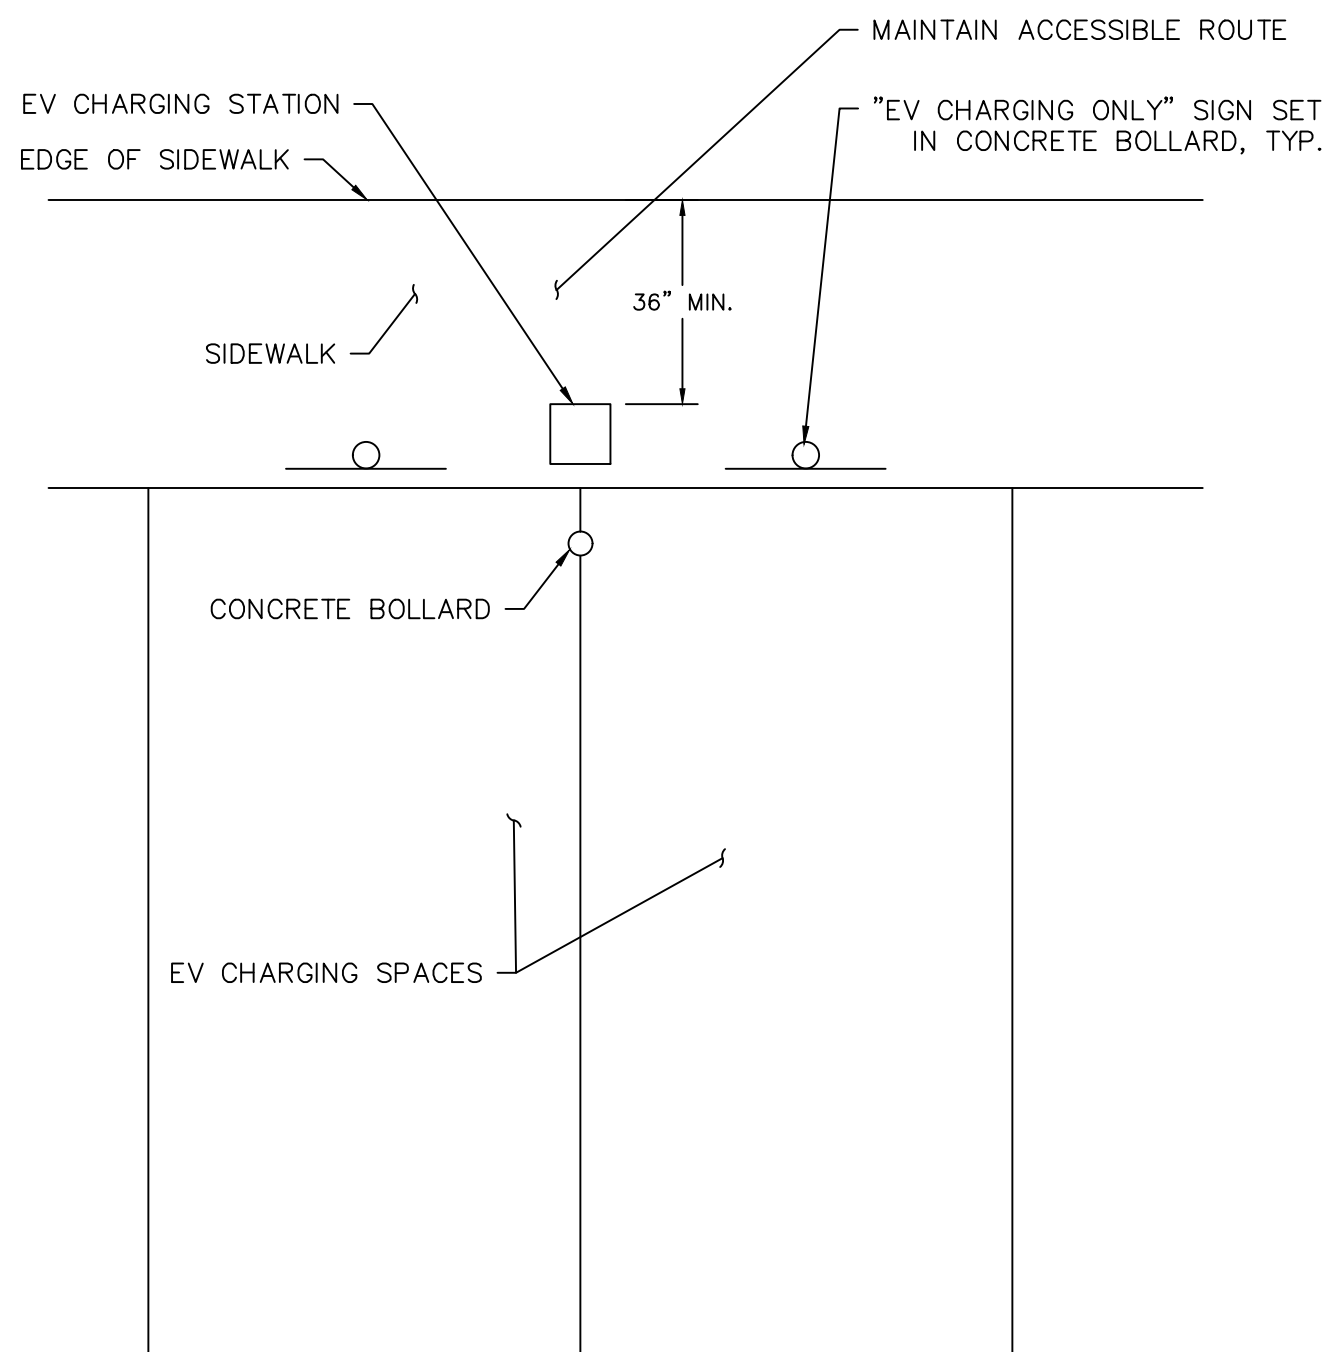 MAINTAIN ACCESSIBLE ROUTE
EV CHARGING STATION
"EV CHARGING ONLY" SIGN SET
IN CONCRETE BOLLARD, TYP.
EDGE OF SIDEWALK
36" MIN.
SIDEWALK
CONCRETE BOLLARD
EV CHARGING SPACES